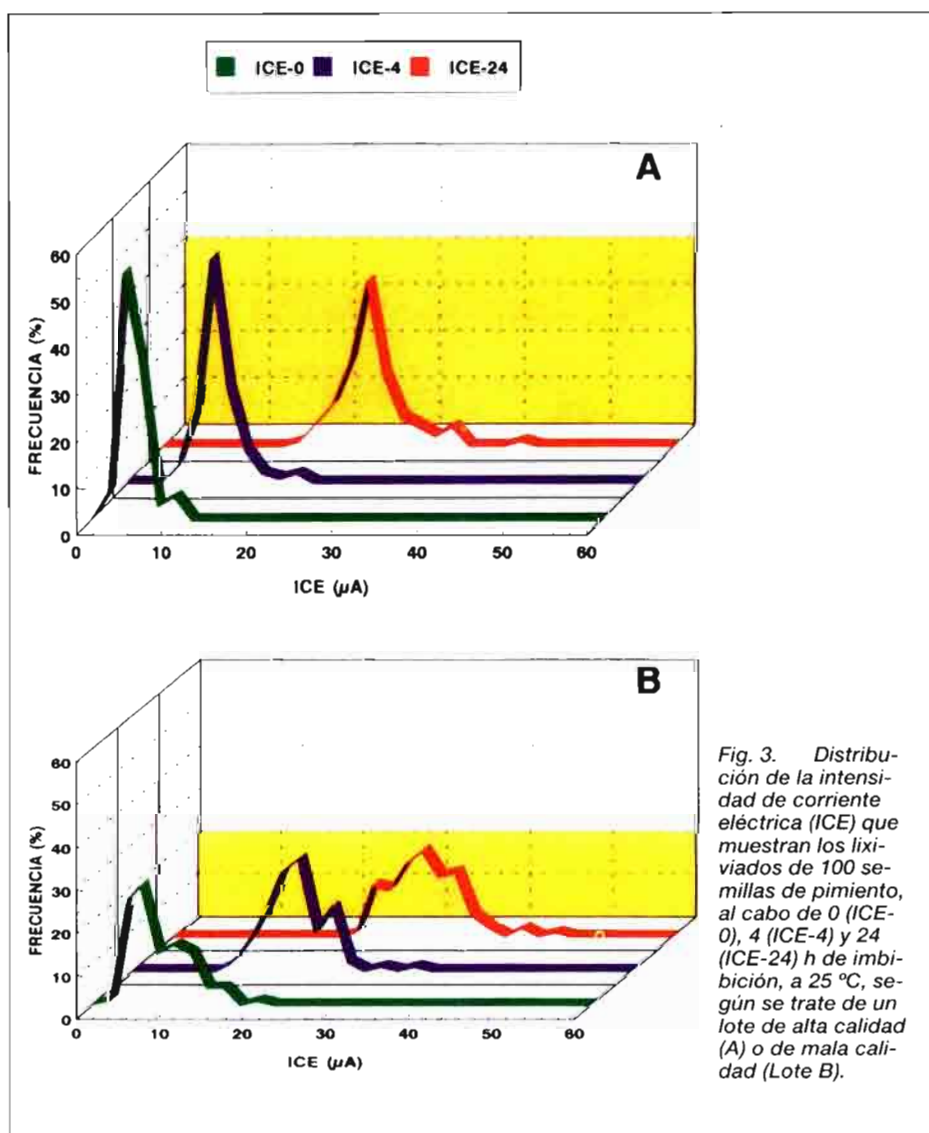 ICE-0 ICE-4 ICE-24
A
60
50
40
30
20
10
0
FRECUENCIA (%)
0 10 20 30 40 50 60
ICE (µA)
B
60
50
40
30
20
10
0
FRECUENCIA (%)
0 10 20 30 40 50 60
ICE (µA)
Fig. 3. Distribu-
ción de la intensi-
dad de corriente
eléctrica (ICE) que
muestran los lixi-
viados de 100 se-
millas de pimiento,
al cabo de 0 (ICE-
0), 4 (ICE-4) y 24
(ICE-24) h de imbi-
bición, a 25 ºC, se-
gún se trate de un
lote de alta calidad
(A) o de mala cali-
dad (Lote B).